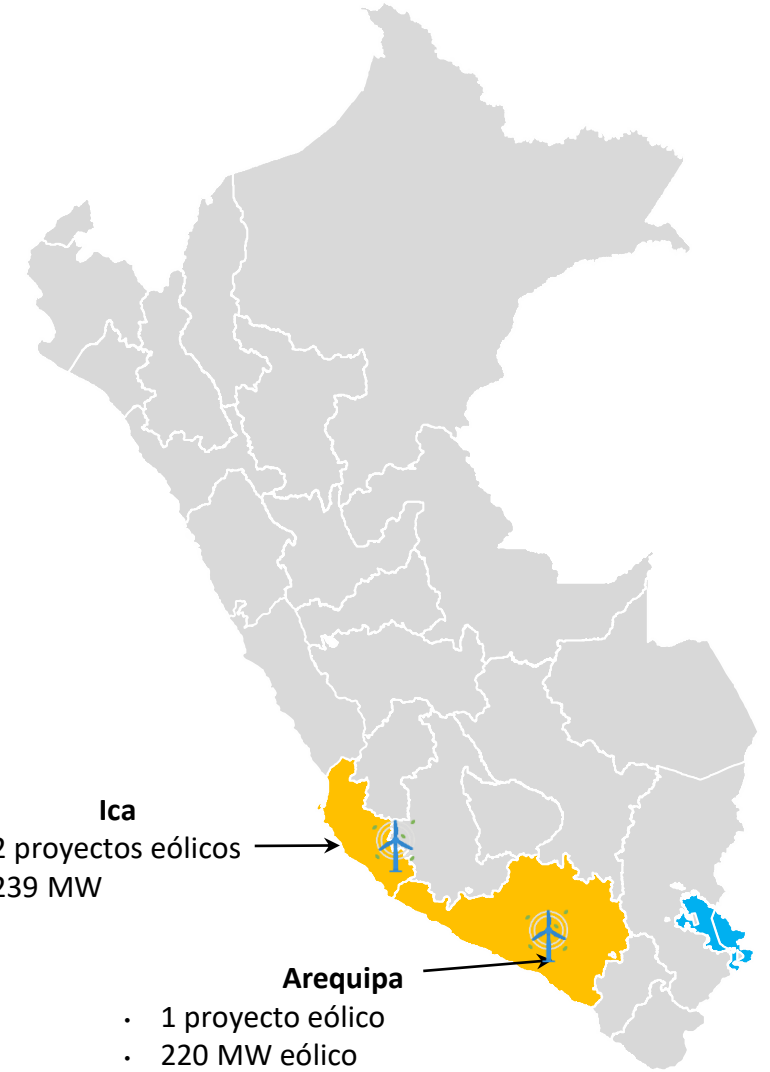 Ica
2 proyectos eólicos
239 MW
Arequipa
• 1 proyecto eólico
• 220 MW eólico